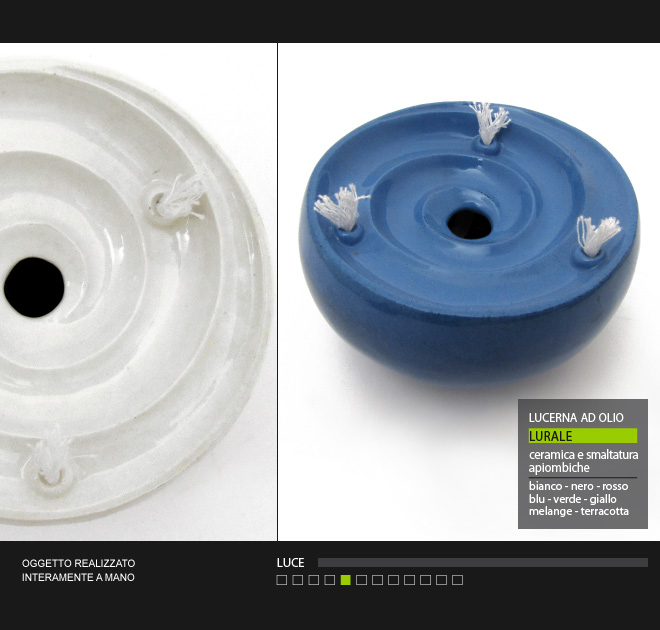 LUCERNA AD OLIO
LURALE
ceramica e smaltatura
apiombiche
bianco - nero - rosso
blu - verde - giallo
melange - terracotta
OGGETTO REALIZZATO
INTERAMENTE A MANO
LUCE